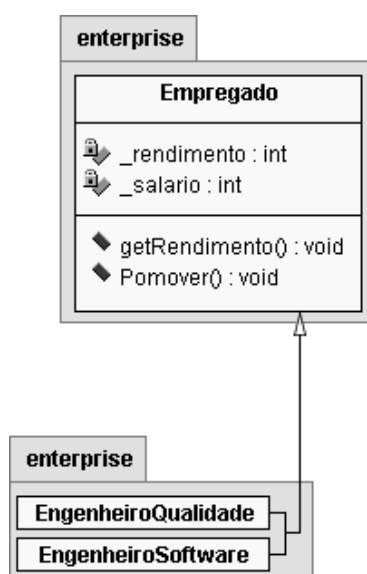 enterprise
Empregado
_rendimento : int
_salario : int
getRendimento() : void
Pomover() : void
enterprise
EngenheiroQualidade
EngenheiroSoftware